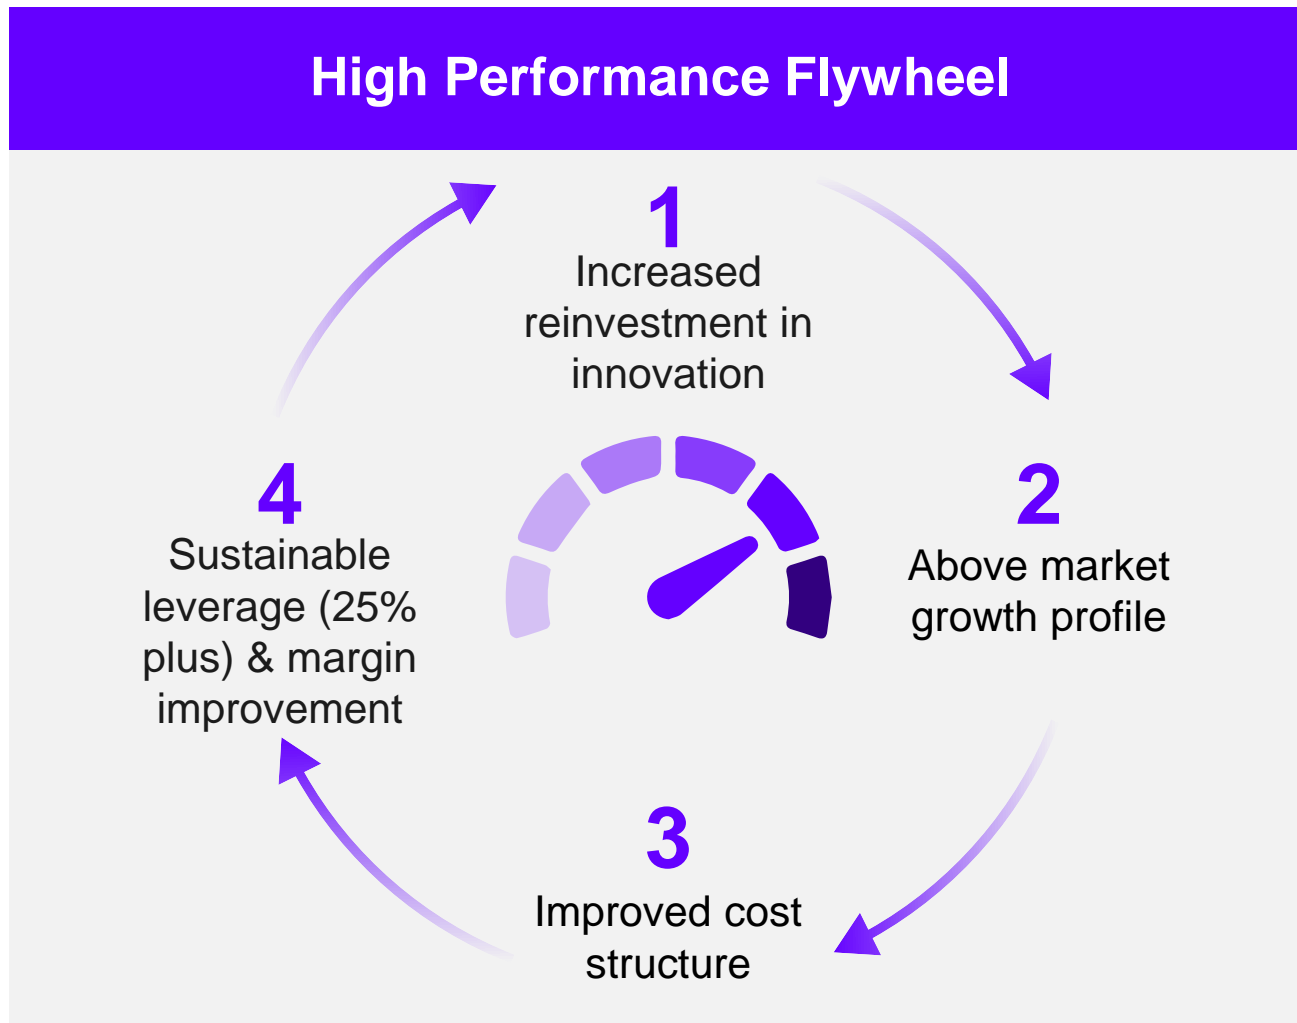 High Performance Flywheel
1
Increased
reinvestment in
innovation
2
Above market
growth profile
3
Improved cost
structure
4
Sustainable
leverage (25%
plus) & margin
improvement